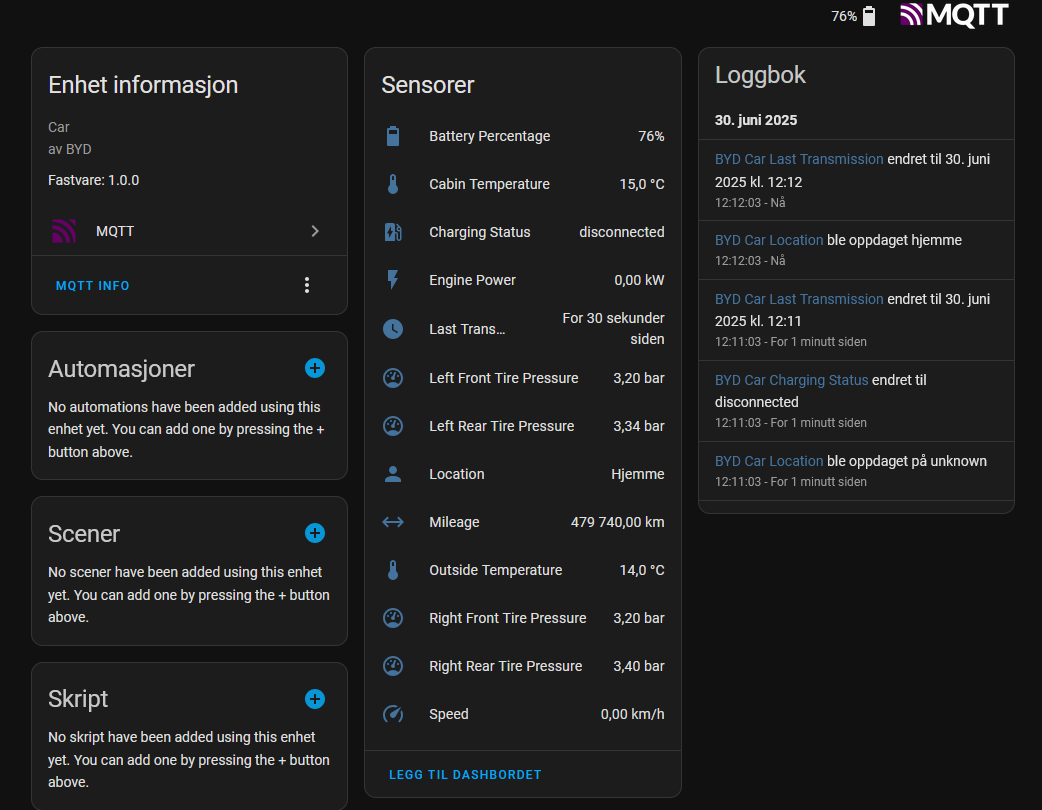 76%
MQTT
Enhet informasjon
Car
av BYD
Fastvare: 1.0.0
MQTT
MQTT INFO
Automasjoner
No automations have been added using this
enhet yet. You can add one by pressing the +
button above.
Scener
No scener have been added using this enhet
yet. You can add one by pressing the + button
above.
Skript
No skript have been added using this enhet
yet. You can add one by pressing the + button
above.
Sensorer
Battery Percentage 76%
Cabin Temperature 15,0 °C
Charging Status disconnected
Engine Power 0,00 kW
Last Trans... For 30 sekunder
siden
Left Front Tire Pressure 3,20 bar
Left Rear Tire Pressure 3,34 bar
Location Hjemme
Mileage 479 740,00 km
Outside Temperature 14,0 °C
Right Front Tire Pressure 3,20 bar
Right Rear Tire Pressure 3,40 bar
Speed 0,00 km/h
LEGG TIL DASHBORDET
Loggbok
30. juni 2025
BYD Car Last Transmission endret til 30. juni
2025 kl. 12:12
12:12:03 - Nå
BYD Car Location ble oppdaget hjemme
12:12:03 - Nå
BYD Car Last Transmission endret til 30. juni
2025 kl. 12:11
12:11:03 - For 1 minutt siden
BYD Car Charging Status endret til
disconnected
12:11:03 - For 1 minutt siden
BYD Car Location ble oppdaget på unknown
12:11:03 - For 1 minutt siden